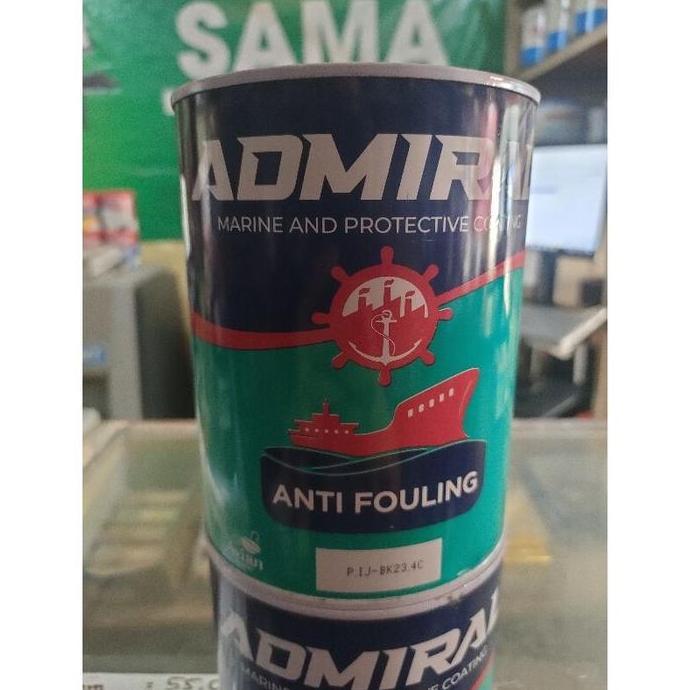 SAMA
ADMIRAL
MARINE AND PROTECTIVE COATING
ANTI FOULING
P.IJ-BK23.4C
ADMIRAL